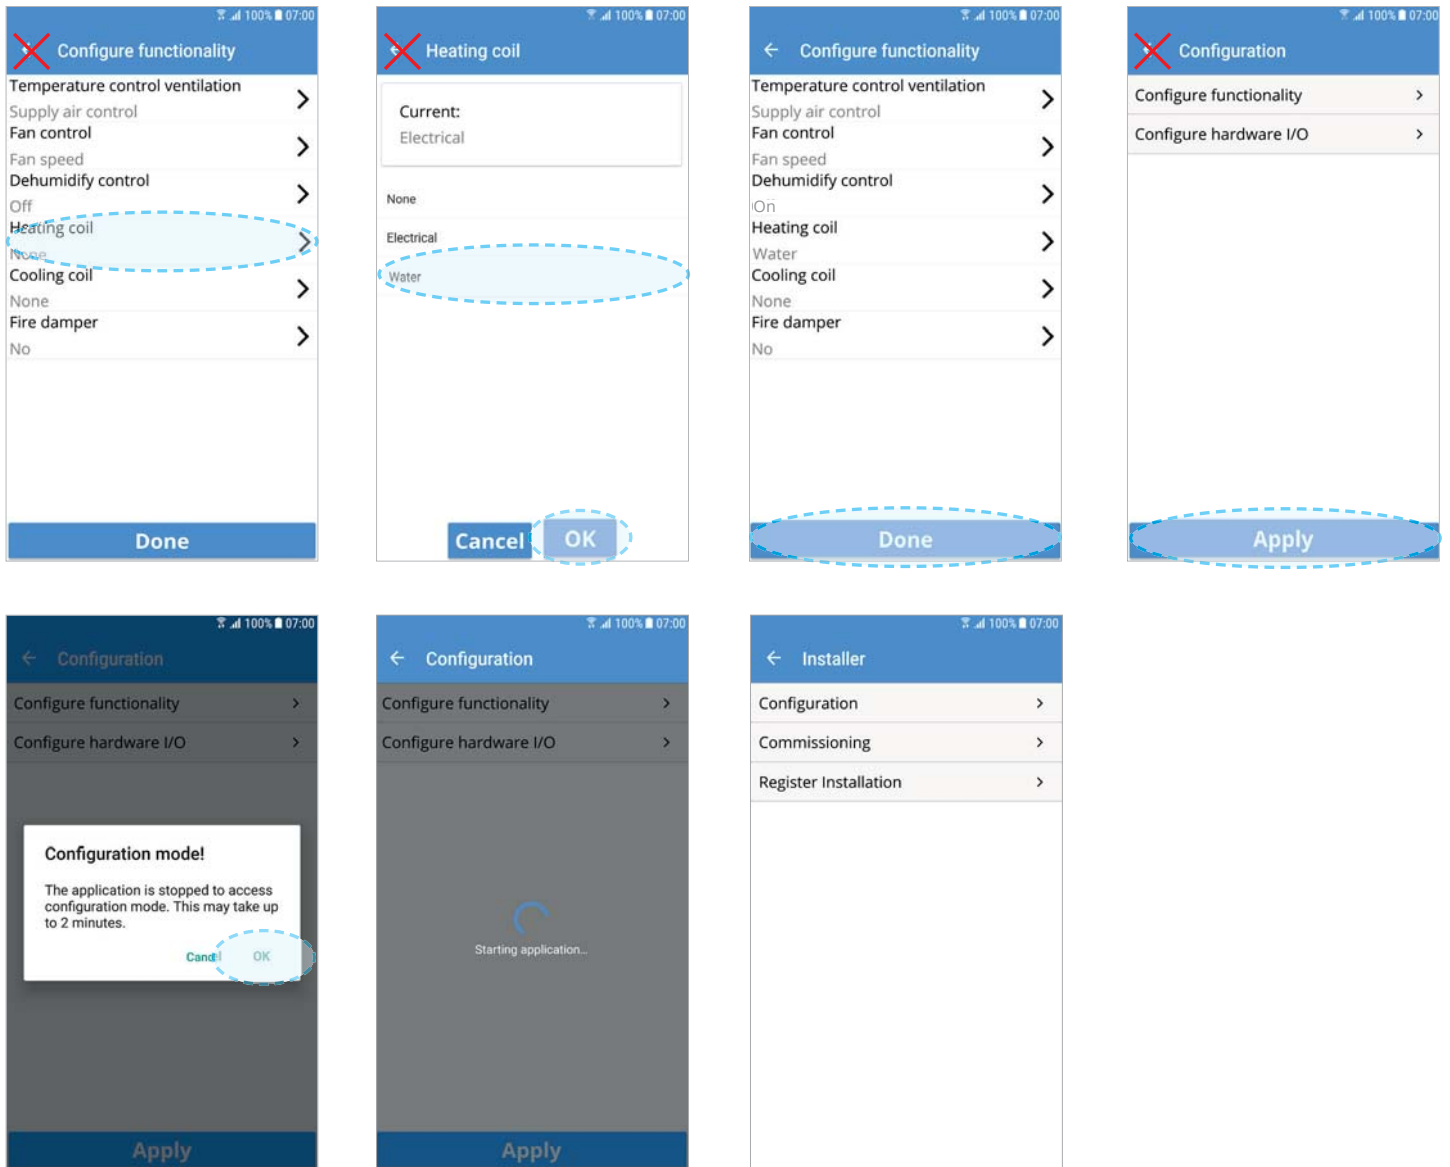 100% 07:00
Configure functionality
Temperature control ventilation
Supply air control
Fan control
Fan speed
Dehumidify control
Off
Heating coil
None
Cooling coil
None
Fire damper
No
Done
100% 07:00
Heating coil
Current:
Electrical
None
Electrical
Water
Cancel OK
100% 07:00
Configure functionality
Temperature control ventilation
Supply air control
Fan control
Fan speed
Dehumidify control
On
Heating coil
Water
Cooling coil
None
Fire damper
No
Done
100% 07:00
Configuration
Configure functionality
Configure hardware I/O
Apply
100% 07:00
Configuration
Configure functionality
Configure hardware I/O
Configuration mode!
The application is stopped to access
configuration mode. This may take up
to 2 minutes.
Cancel OK
Apply
100% 07:00
Configuration
Configure functionality
Configure hardware I/O
Starting application...
Apply
100% 07:00
Installer
Configuration
Commissioning
Register Installation